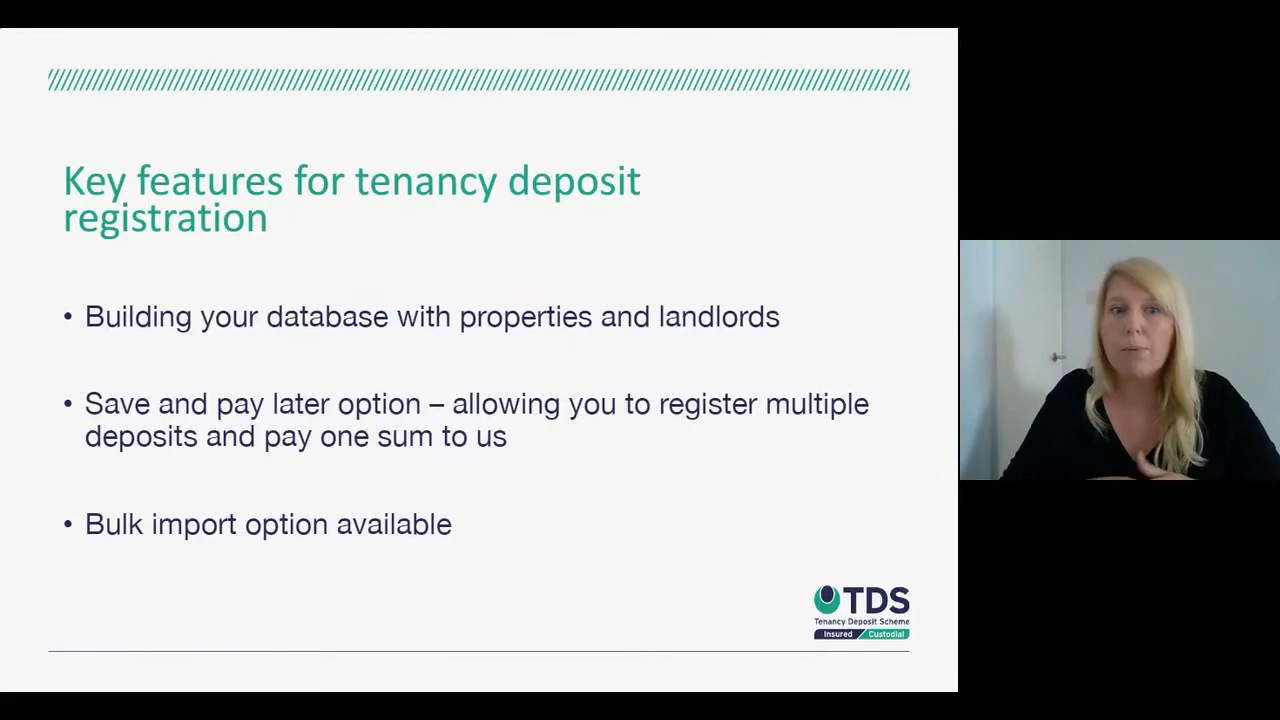 Key features for tenancy deposit
registration
• Building your database with properties and landlords
• Save and pay later option – allowing you to register multiple
deposits and pay one sum to us
• Bulk import option available
TDS
Tenancy Deposit Scheme
Insured Custodial